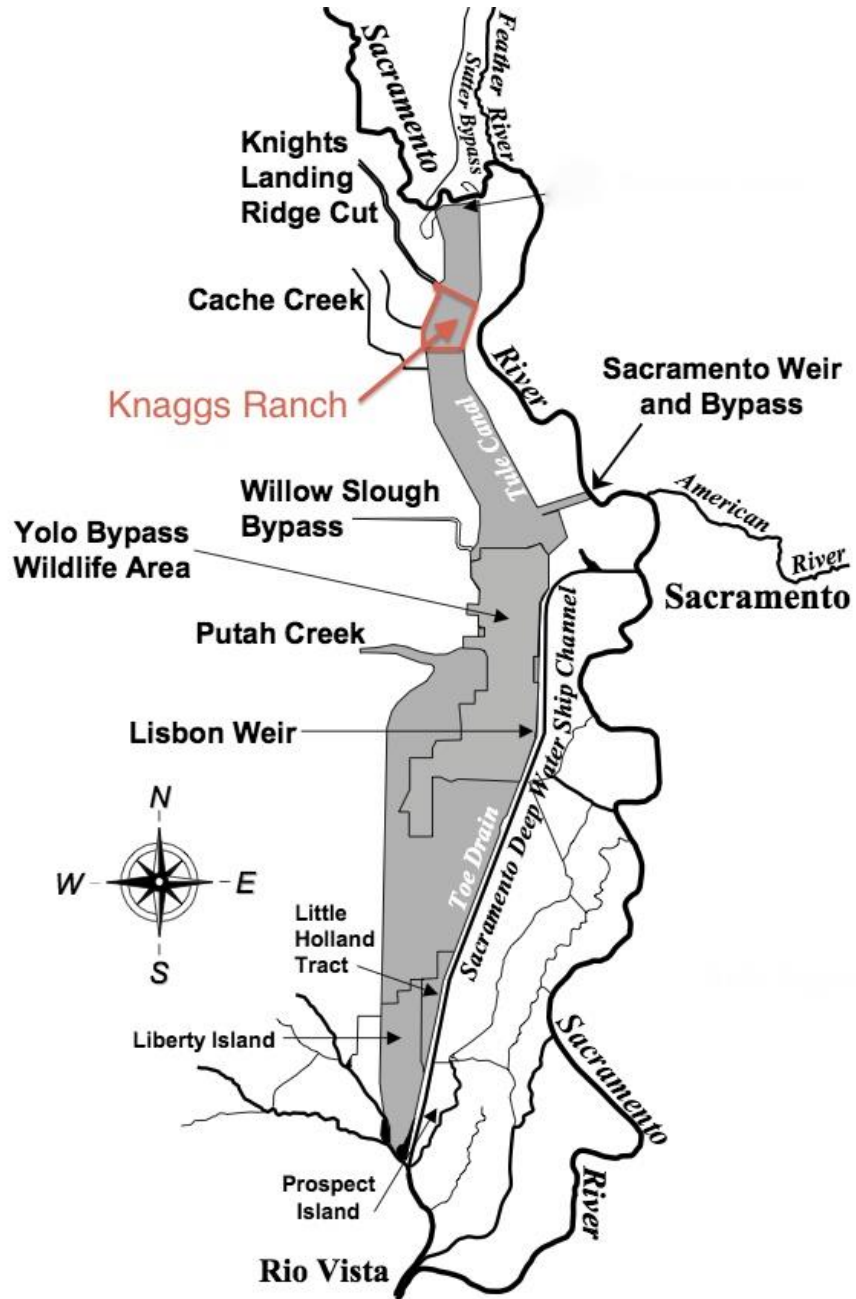 Sacramento
Feather River
Sutter Bypass
Knights
Landing
Ridge Cut
Cache Creek
Knaggs Ranch
River
Sacramento Weir
and Bypass
Tule Canal
American
River
Willow Slough
Bypass
Yolo Bypass
Wildlife Area
Sacramento
Putah Creek
Lisbon Weir
Sacramento Deep Water Ship Channel
Toe Drain
N
W
E
S
Little
Holland
Tract
Liberty Island
Sacramento
River
Prospect
Island
Rio Vista